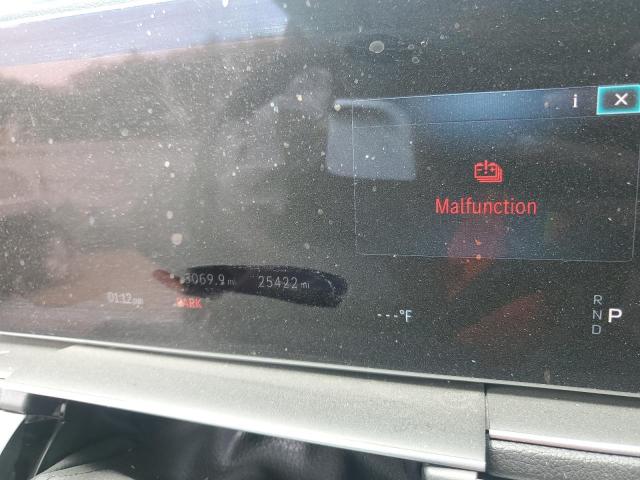 i ×
Malfunction
3069.9 mi 25422 mi
01:12 pm PARK
---°F
R
N P
D